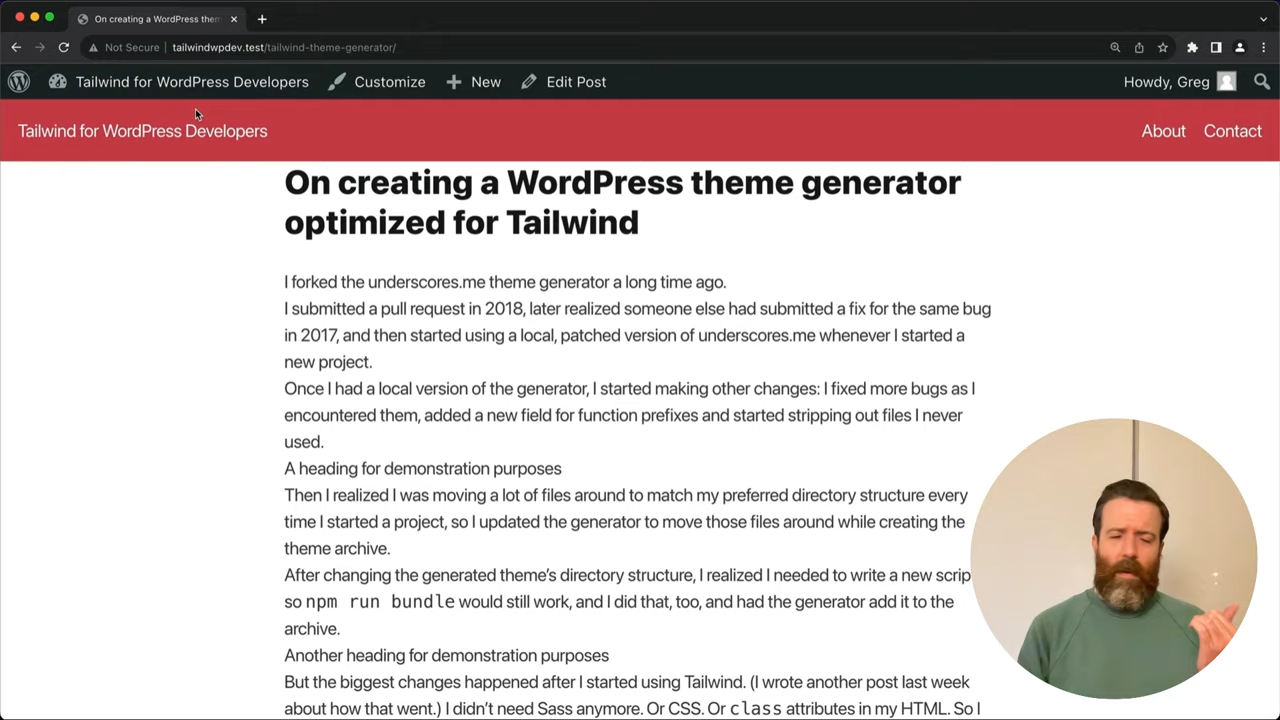 On creating a WordPress them
Not Secure
tailwindwpdev.test/tailwind-theme-generator/
Tailwind for WordPress Developers
Customize
New
Edit Post
Howdy, Greg
Tailwind for WordPress Developers
About
Contact
On creating a WordPress theme generator
optimized for Tailwind
I forked the underscores.me theme generator a long time ago.
I submitted a pull request in 2018, later realized someone else had submitted a fix for the same bug
in 2017, and then started using a local, patched version of underscores.me whenever I started a
new project.
Once I had a local version of the generator, I started making other changes: I fixed more bugs as I
encountered them, added a new field for function prefixes and started stripping out files I never
used.
A heading for demonstration purposes
Then I realized I was moving a lot of files around to match my preferred directory structure every
time I started a project, so I updated the generator to move those files around while creating the
theme archive.
After changing the generated theme’s directory structure, I realized I needed to write a new scrip
so npm run bundle would still work, and I did that, too, and had the generator add it to the
archive.
Another heading for demonstration purposes
But the biggest changes happened after I started using Tailwind. (I wrote another post last week
about how that went.) I didn’t need Sass anymore. Or CSS. Or class attributes in my HTML. So I